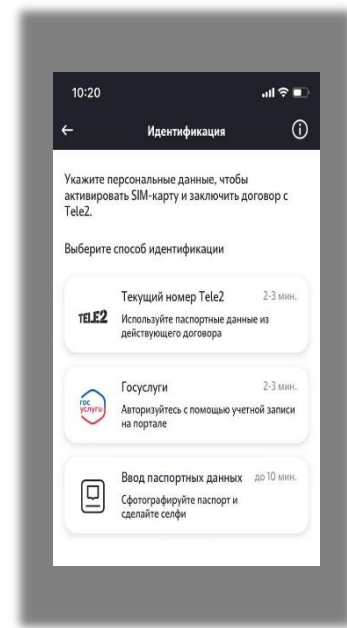 10:20
Идентификация
Укажите персональные данные, чтобы
активировать SIM-карту и заключить договор с
Tele2.
Выберите способ идентификации
Текущий номер Tele2 2-3 мин.
TELE2
Используйте паспортные данные из
действующего договора
Госуслуги 2-3 мин.
гос
услуги
Авторизуйтесь с помощью учетной записи
на портале
Ввод паспортных данных до 10 мин.
Сфотографируйте паспорт и
сделайте селфи